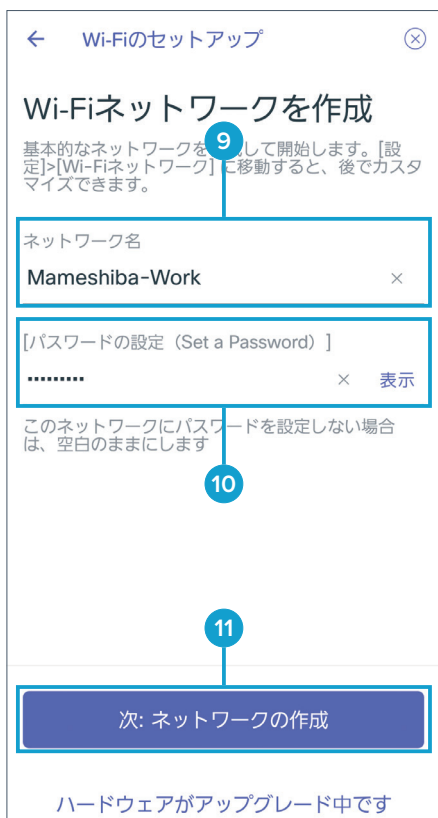 ← Wi-Fiのセットアップ
Wi-Fiネットワークを作成
9
基本的なネットワークを して開始します。[設
定]>[Wi-Fiネットワーク] に移動すると、後でカスタ
マイズできます。
ネットワーク名
Mameshiba-Work ×
[パスワードの設定（Set a Password）]
••••••••• × 表示
このネットワークにパスワードを設定しない場合
は、空白のままにします
10
11
次: ネットワークの作成
ハードウェアがアップグレード中です